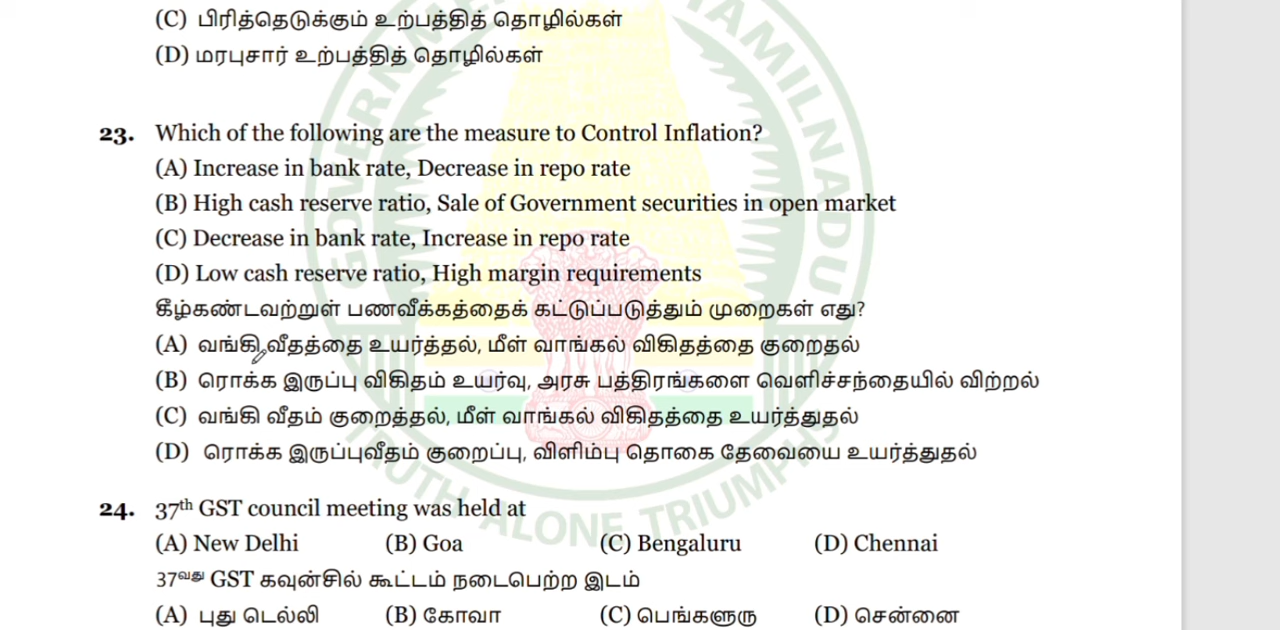 (C) பிரித்தெடுக்கும் உற்பத்தித் தொழில்கள்
(D) மரபுசார் உற்பத்தித் தொழில்கள்
23. Which of the following are the measure to Control Inflation?
(A) Increase in bank rate, Decrease in repo rate
(B) High cash reserve ratio, Sale of Government securities in open market
(C) Decrease in bank rate, Increase in repo rate
(D) Low cash reserve ratio, High margin requirements
கீழ்கண்டவற்றுள் பணவீக்கத்தைக் கட்டுப்படுத்தும் முறைகள் எது?
(A) வங்கி வீதத்தை உயர்த்தல், மீள் வாங்கல் விகிதத்தை குறைதல்
(B) ரொக்க இருப்பு விகிதம் உயர்வு, அரசு பத்திரங்களை வெளிச்சந்தையில் விற்றல்
(C) வங்கி வீதம் குறைத்தல், மீள் வாங்கல் விகிதத்தை உயர்த்துதல்
(D) ரொக்க இருப்புவீதம் குறைப்பு, விளிம்பு தொகை தேவையை உயர்த்துதல்
24. 37th GST council meeting was held at
(A) New Delhi (B) Goa (C) Bengaluru (D) Chennai
37வது GST கவுன்சில் கூட்டம் நடைபெற்ற இடம்
(A) புது டெல்லி (B) கோவா (C) பெங்களுரு (D) சென்னை
TAMILNADU
TRUTH ALONE TRIUMPHS